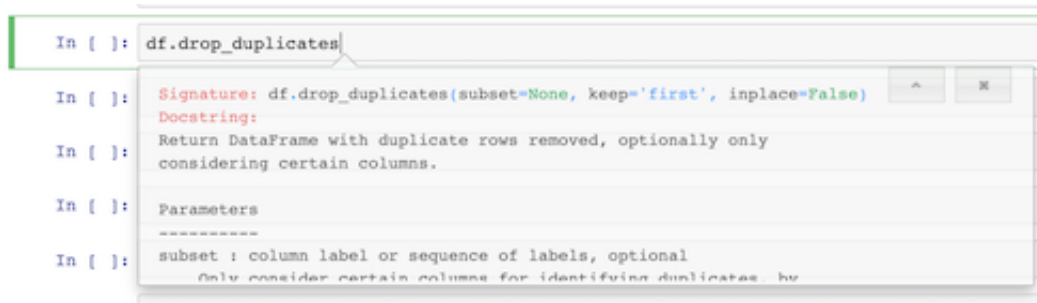 In [ ]: df.drop_duplicates
In [ ]: Signature: df.drop_duplicates(subset=None, keep='first', inplace=False)
Docstring:
In [ ]: Return DataFrame with duplicate rows removed, optionally only
considering certain columns.
In [ ]: Parameters
----------
In [ ]: subset : column label or sequence of labels, optional
Only consider certain columns for identifying duplicates, by